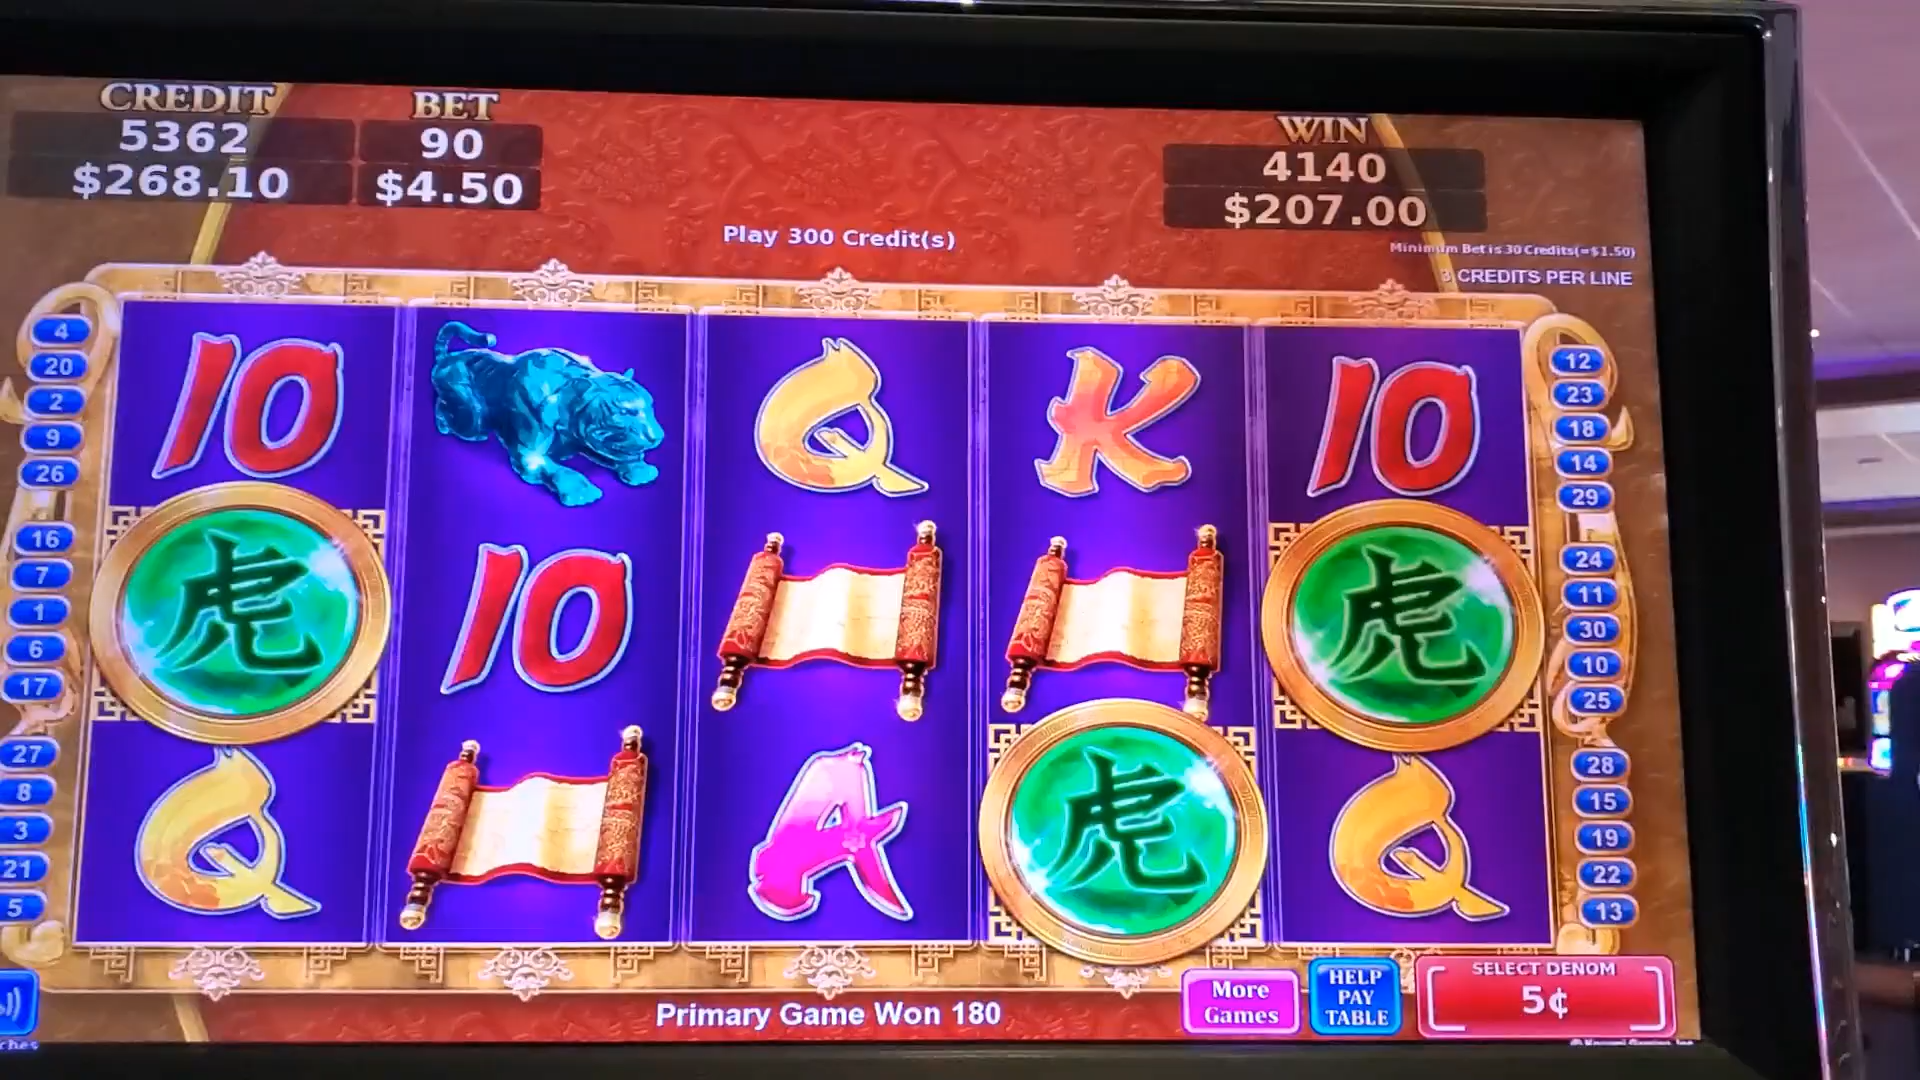 CREDIT
5362
$268.10
BET
90
$4.50
WIN
4140
$207.00
Play 300 Credit(s)
Minimum Bet is 30 Credits(=$1.50)
3 CREDITS PER LINE
4
20
2
9
26
16
7
1
6
17
27
8
3
21
5
10
Q
K
10
虎
10
虎
Q
A
虎
Q
12
23
18
14
29
24
11
30
10
25
28
15
19
22
13
Primary Game Won 180
More
Games
HELP
PAY
TABLE
SELECT DENOM
5¢